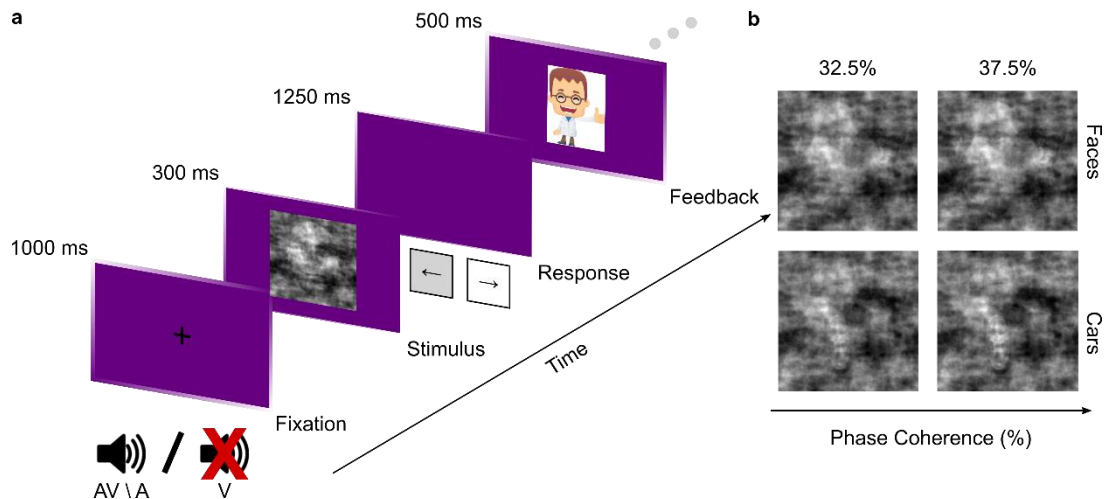 a
500 ms
1250 ms
300 ms
1000 ms
Feedback
Response
← →
Stimulus
Fixation
Time
AV \ A / V
b
32.5% 37.5%
Faces
Cars
Phase Coherence (%)